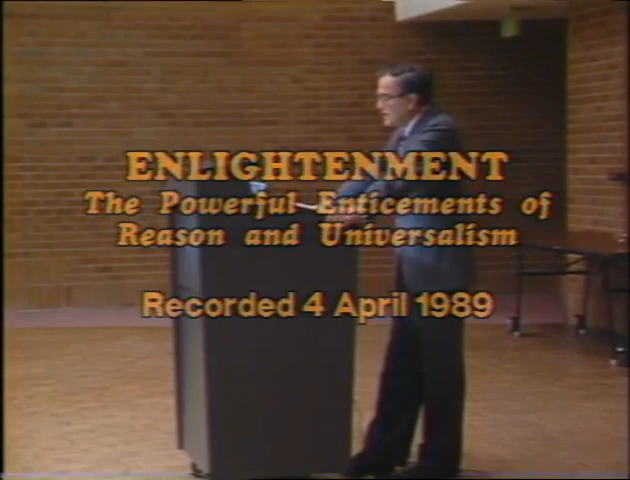 ENLIGHTENMENT
The Powerful Enticements of
Reason and Universalism
Recorded 4 April 1989